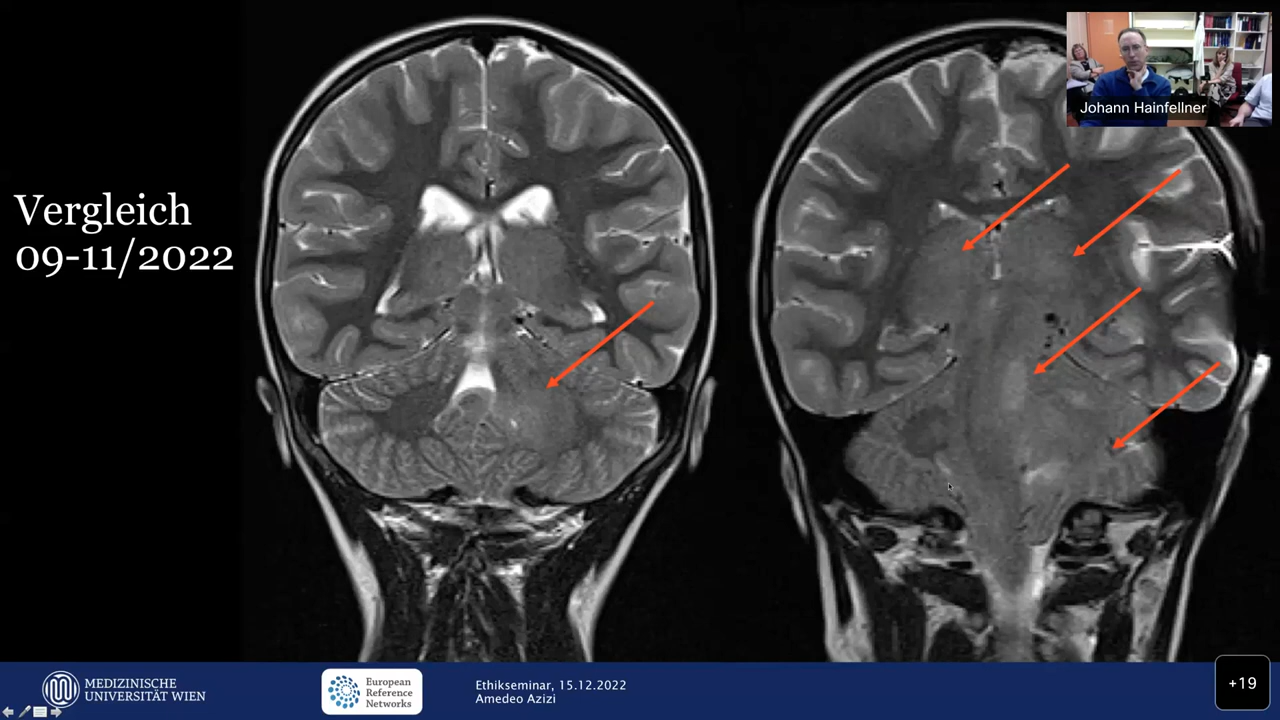 Vergleich
09-11/2022
Johann Hainfellner
MEDIZINISCHE
UNIVERSITÄT WIEN
European
Reference
Networks
Ethikseminar, 15.12.2022
Amedeo Azizi
+19